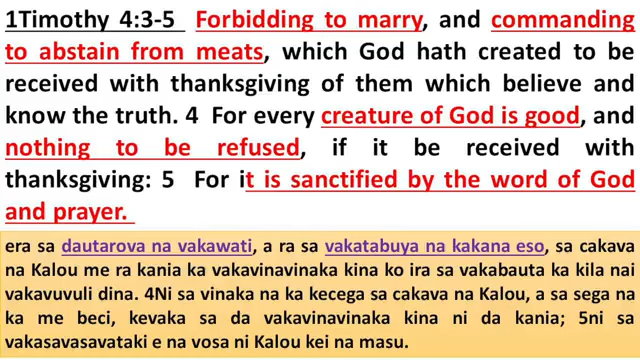 1Timothy 4:3-5 Forbidding to marry, and commanding
to abstain from meats, which God hath created to be
received with thanksgiving of them which believe and
know the truth. 4 For every creature of God is good, and
nothing to be refused, if it be received with
thanksgiving: 5 For it is sanctified by the word of God
and prayer.
era sa dautarova na vakawati, a ra sa vakatabuya na kakana eso, sa cakava
na Kalou me ra kania ka vakavinavinaka kina ko ira sa vakabauta ka kila nai
vakavuvuli dina. 4Ni sa vinaka na ka kecega sa cakava na Kalou, a sa sega na
ka me beci, kevaka sa da vakavinavinaka kina ni da kania; 5ni sa
vakasavasavataki e na vosa ni Kalou kei na masu.